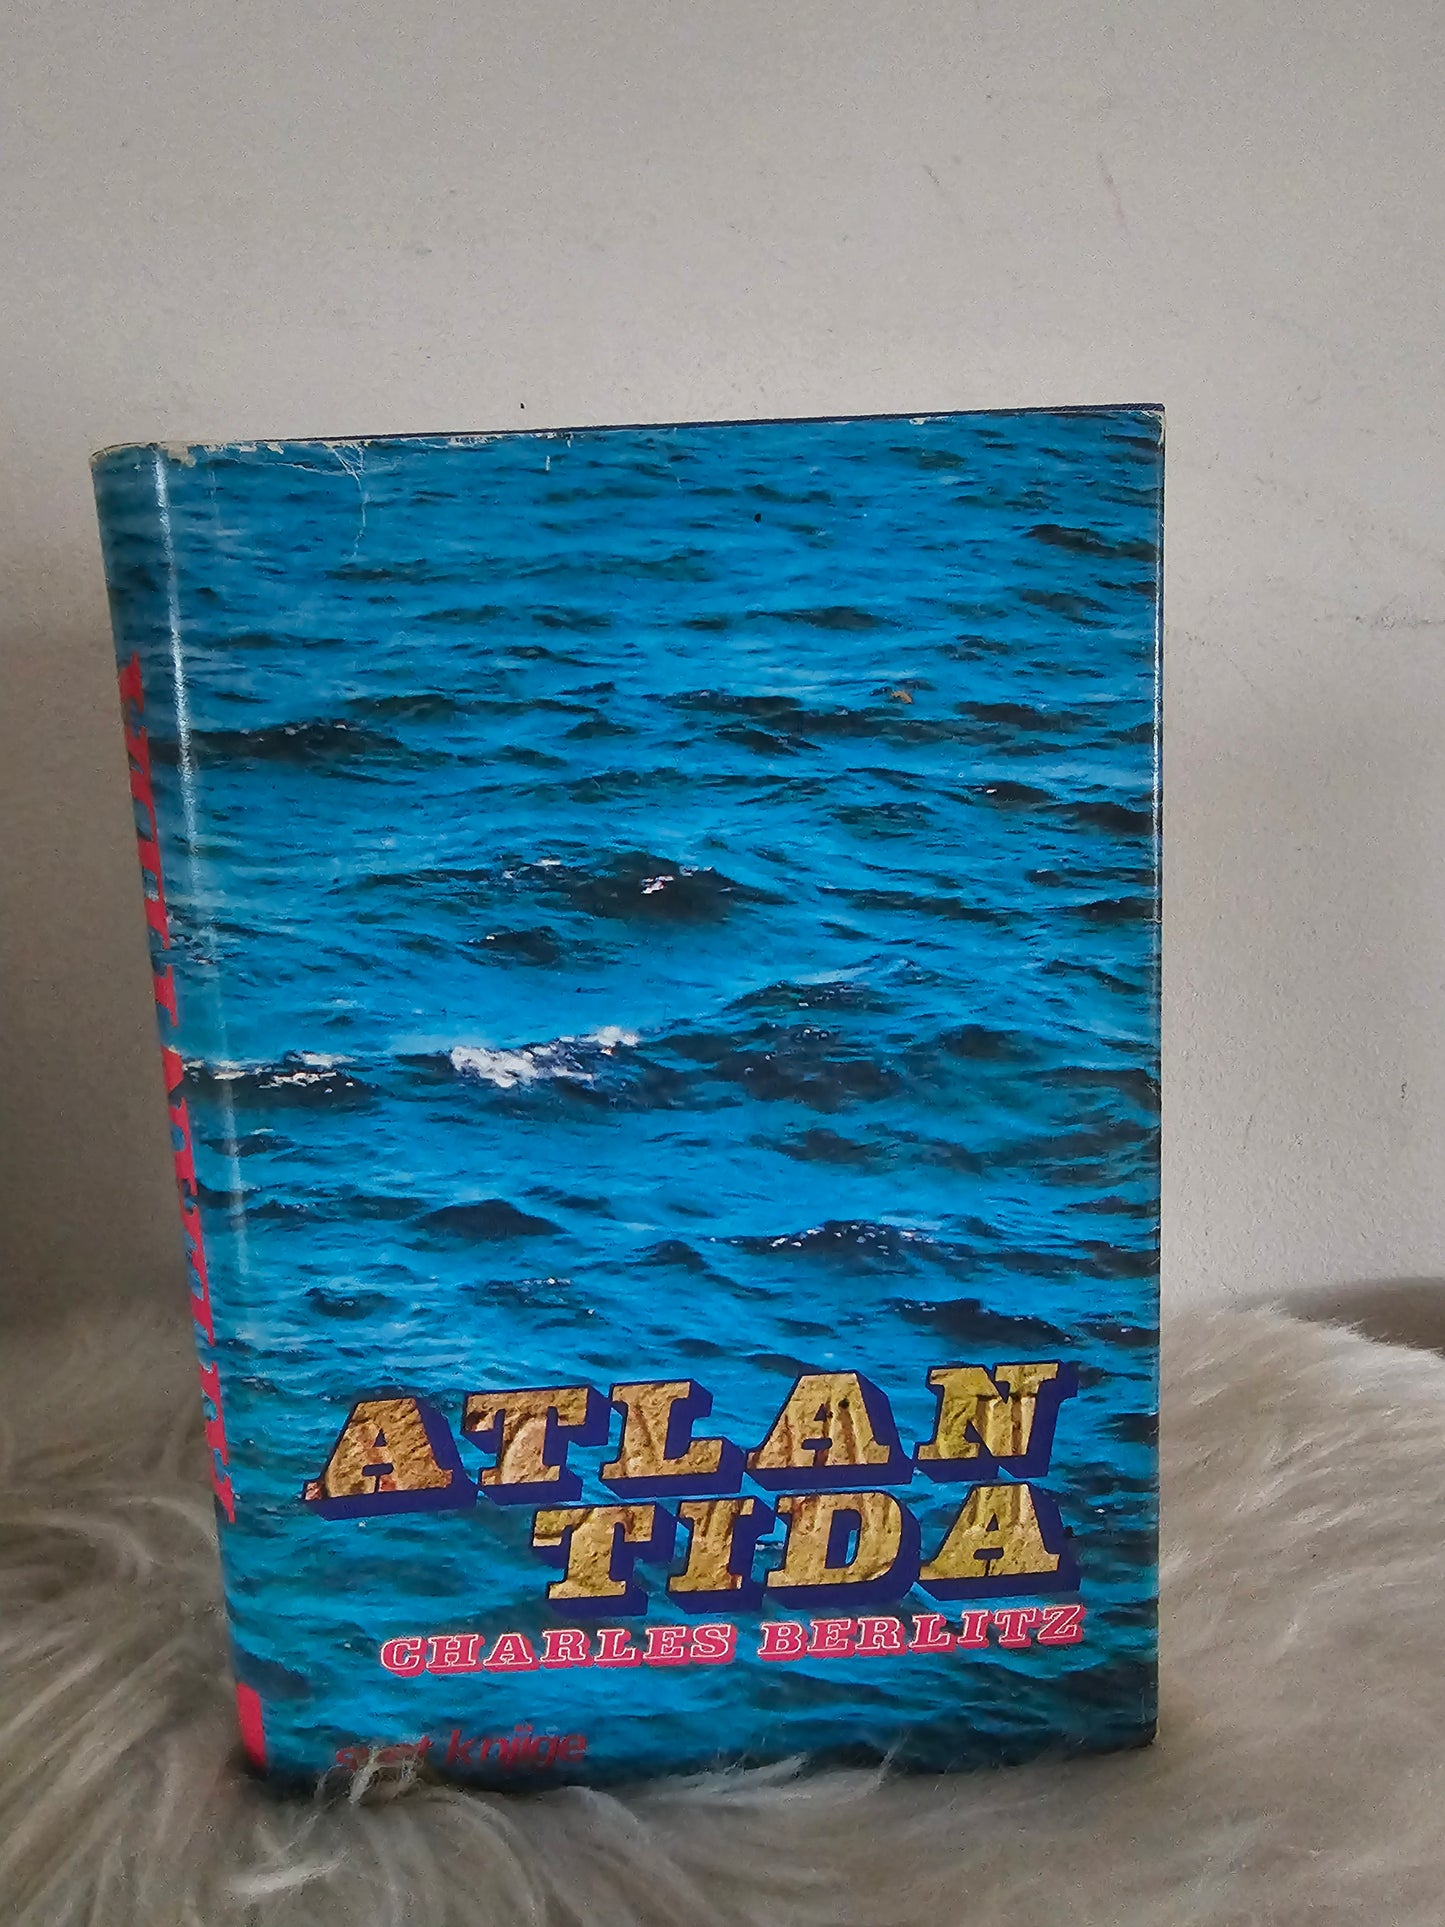 ATLAN
TIDA
CHARLES BERLITZ
svet knjige